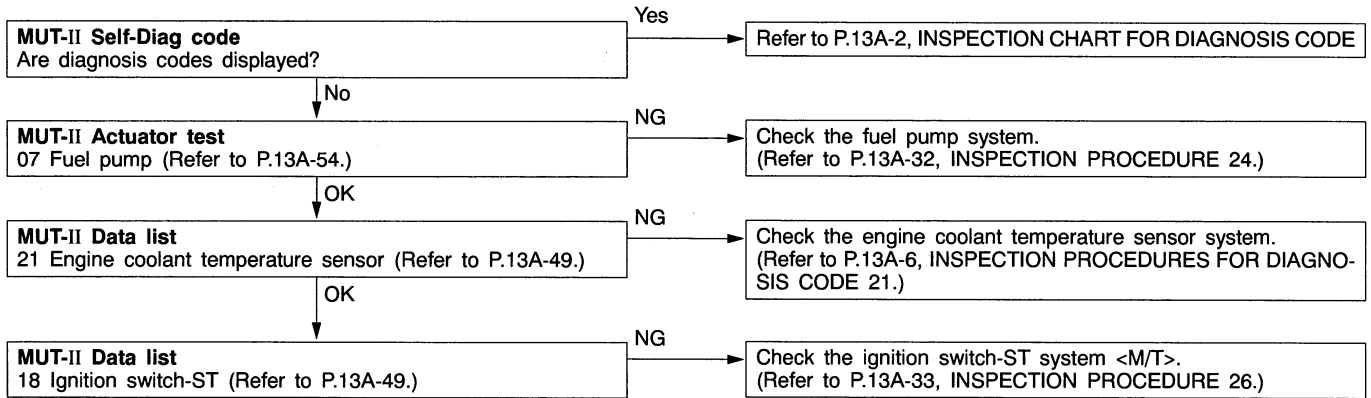 MUT-II Self-Diag code
Are diagnosis codes displayed?
Yes
Refer to P.13A-2, INSPECTION CHART FOR DIAGNOSIS CODE
No
MUT-II Actuator test
07 Fuel pump (Refer to P.13A-54.)
NG
Check the fuel pump system.
(Refer to P.13A-32, INSPECTION PROCEDURE 24.)
OK
MUT-II Data list
21 Engine coolant temperature sensor (Refer to P.13A-49.)
NG
Check the engine coolant temperature sensor system.
(Refer to P.13A-6, INSPECTION PROCEDURES FOR DIAGNO-
SIS CODE 21.)
OK
MUT-II Data list
18 Ignition switch-ST (Refer to P.13A-49.)
NG
Check the ignition switch-ST system <M/T>.
(Refer to P.13A-33, INSPECTION PROCEDURE 26.)